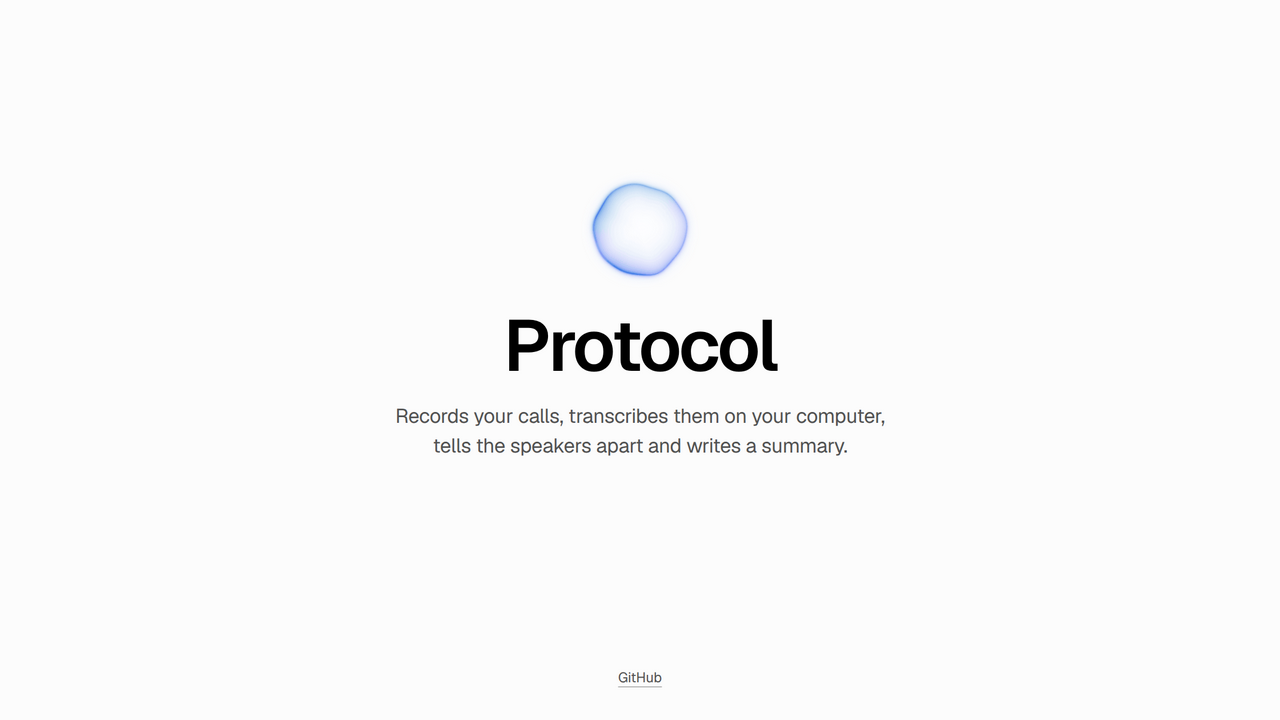 Protocol
Records your calls, transcribes them on your computer,
tells the speakers apart and writes a summary.
GitHub